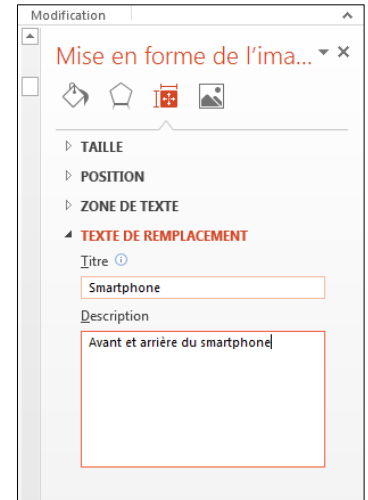 Modification
Mise en forme de l'ima...
TAILLE
POSITION
ZONE DE TEXTE
TEXTE DE REMPLACEMENT
Titre
Smartphone
Description
Avant et arrière du smartphone